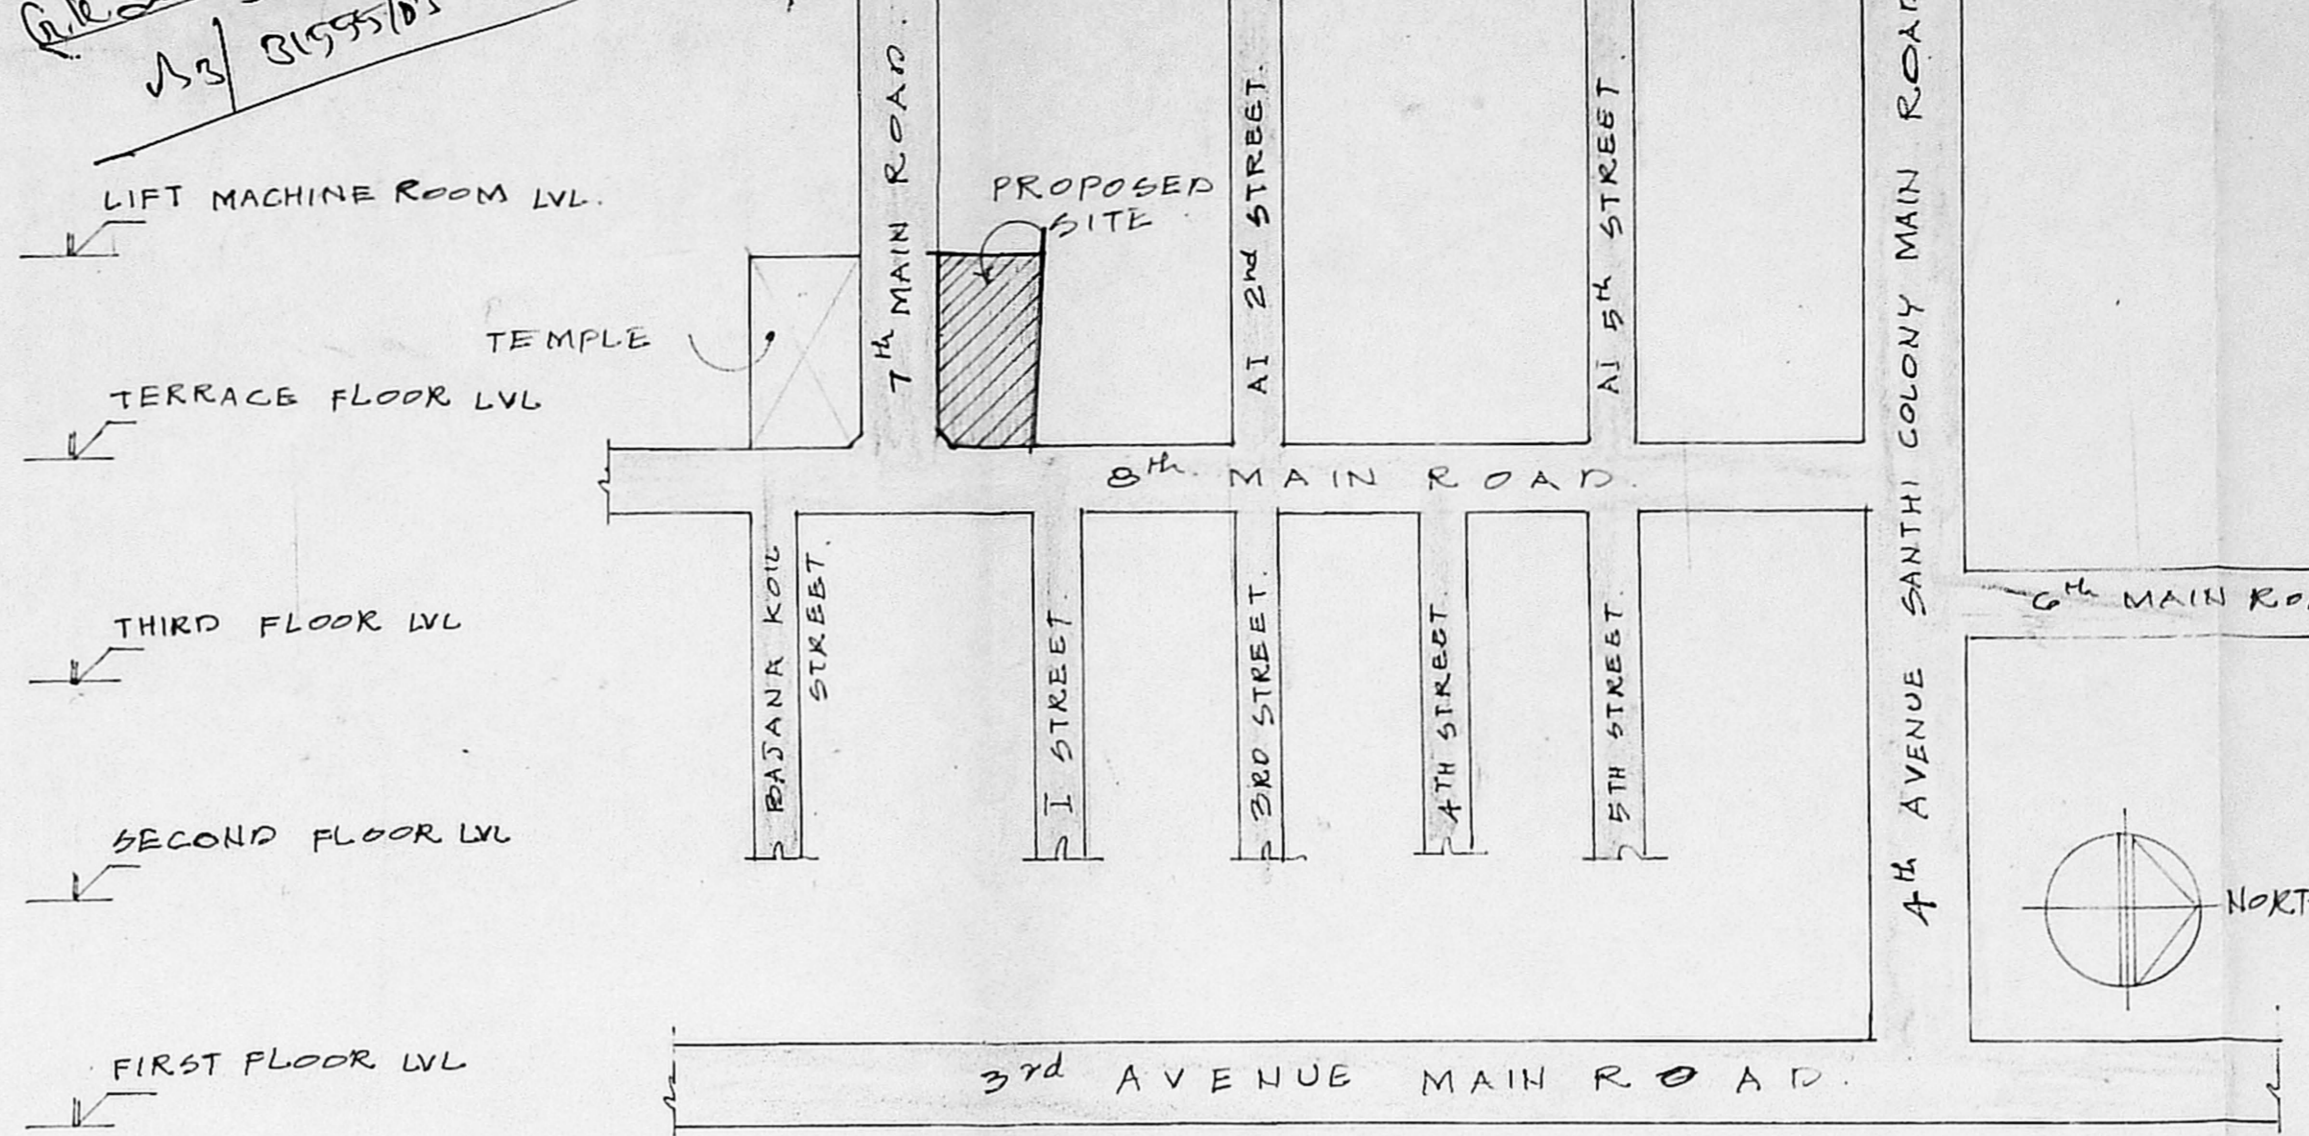 B1555/03
LIFT MACHINE ROOM LVL.
TERRACE FLOOR LVL
THIRD FLOOR LVL
SECOND FLOOR LVL
FIRST FLOOR LVL
TEMPLE
7th MAIN ROAD.
PROPOSED
SITE
AI 2nd STREET.
AI 5th STREET.
4th AVENUE SANTHI COLONY MAIN ROAD
8th MAIN ROAD.
6th MAIN
BAJANA KOIL
STREET.
I STREET.
3RD STREET.
4TH STREET.
5TH STREET.
3rd AVENUE MAIN ROAD.